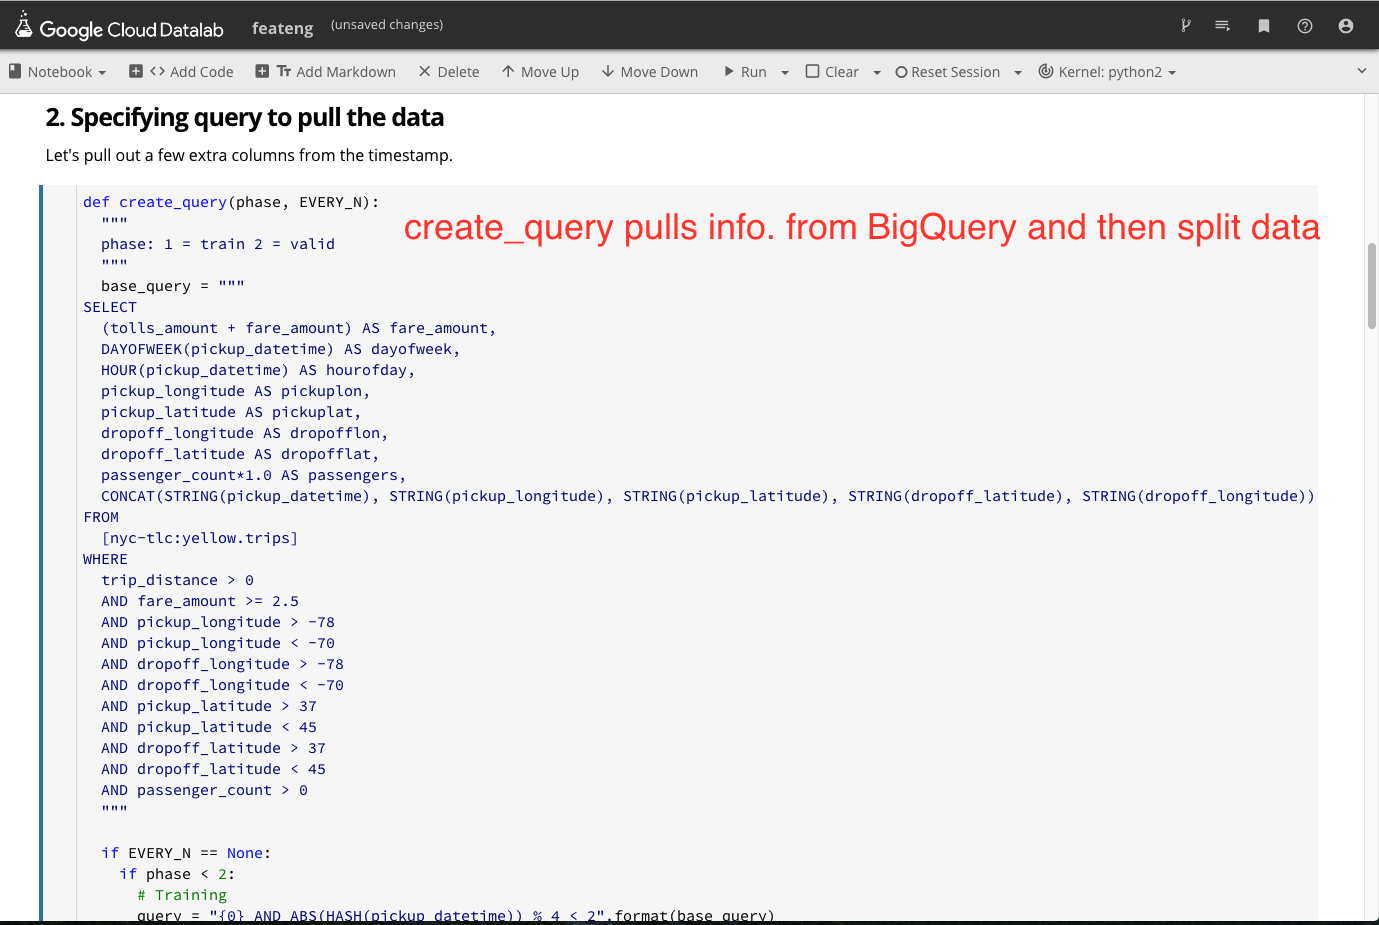 Google Cloud Datalab feateng (unsaved changes)
Notebook Add Code Add Markdown Delete Move Up Move Down Run Clear Reset Session Kernel: python2
2. Specifying query to pull the data
Let's pull out a few extra columns from the timestamp.
def create_query(phase, EVERY_N):
"""
create_query pulls info. from BigQuery and then split data
phase: 1 = train 2 = valid
"""
base_query = """
SELECT
(tolls_amount + fare_amount) AS fare_amount,
DAYOFWEEK(pickup_datetime) AS dayofweek,
HOUR(pickup_datetime) AS hourofday,
pickup_longitude AS pickuplon,
pickup_latitude AS pickuplat,
dropoff_longitude AS dropofflon,
dropoff_latitude AS dropofflat,
passenger_count*1.0 AS passengers,
CONCAT(STRING(pickup_datetime), STRING(pickup_longitude), STRING(pickup_latitude), STRING(dropoff_latitude), STRING(dropoff_longitude))
FROM
[nyc-tlc:yellow.trips]
WHERE
trip_distance > 0
AND fare_amount >= 2.5
AND pickup_longitude > -78
AND pickup_longitude < -70
AND dropoff_longitude > -78
AND dropoff_longitude < -70
AND pickup_latitude > 37
AND pickup_latitude < 45
AND dropoff_latitude > 37
AND dropoff_latitude < 45
AND passenger_count > 0
"""
if EVERY_N == None:
if phase < 2:
# Training
query = "{0} AND ABS(HASH(pickup_datetime)) % 4 < 2".format(base_query)